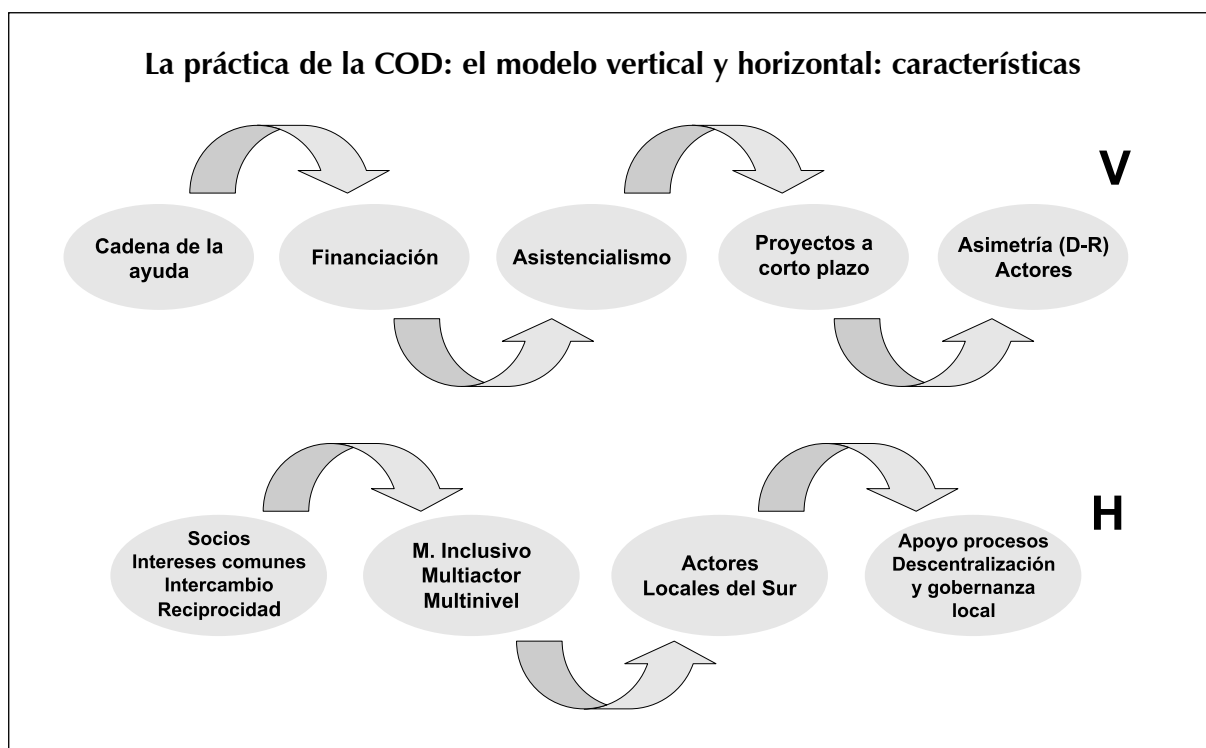 La práctica de la COD: el modelo vertical y horizontal: características
V
Cadena de la
ayuda
Financiación
Asistencialismo
Proyectos a
corto plazo
Asimetría (D-R)
Actores
H
Socios
Intereses comunes
Intercambio
Reciprocidad
M. Inclusivo
Multiactor
Multinivel
Actores
Locales del Sur
Apoyo procesos
Descentralización
y gobernanza
local